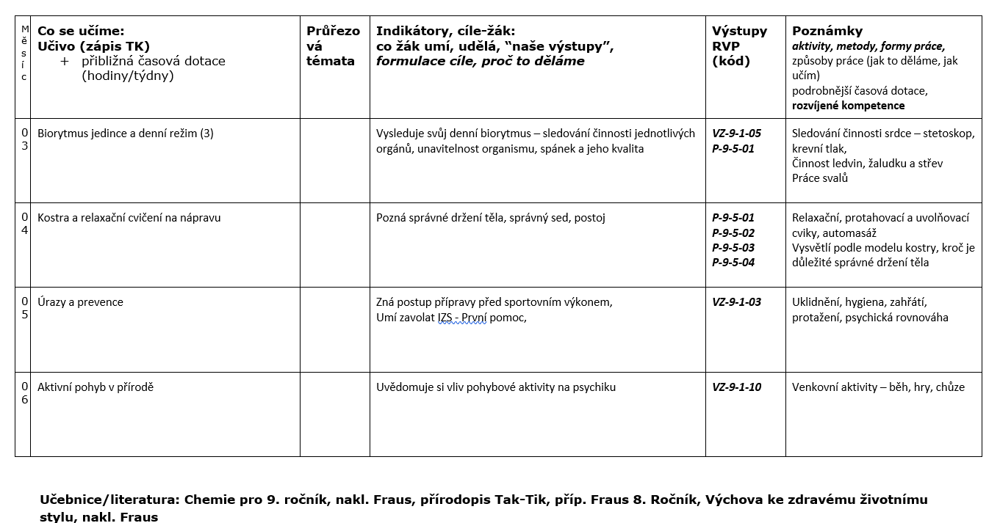 Měsíc
Co se učíme:
Učivo (zápis TK)
+ přibližná časová dotace
(hodiny/týdny)
Průřezo
vá
témata
Indikátory, cíle-žák:
co žák umí, udělá, “naše výstupy”,
formulace cíle, proč to děláme
Výstupy
RVP
(kód)
Poznámky
aktivity, metody, formy práce,
způsoby práce (jak to děláme, jak
učím)
podrobnější časová dotace,
rozvíjené kompetence
03
Biorytmus jedince a denní režim (3)
Vysleduje svůj denní biorytmus – sledování činnosti jednotlivých
orgánů, unavitelnost organismu, spánek a jeho kvalita
VZ-9-1-05
P-9-5-01
Sledování činnosti srdce – stetoskop,
krevní tlak,
Činnost ledvin, žaludku a střev
Práce svalů
04
Kostra a relaxační cvičení na nápravu
Pozná správné držení těla, správný sed, postoj
P-9-5-01
P-9-5-02
P-9-5-03
P-9-5-04
Relaxační, protahovací a uvolňovací
cviky, automasáž
Vysvětlí podle modelu kostry, kroč je
důležité správné držení těla
05
Úrazy a prevence
Zná postup přípravy před sportovním výkonem,
Umí zavolat IZS - První pomoc,
VZ-9-1-03
Uklidnění, hygiena, zahřátí,
protažení, psychická rovnováha
06
Aktivní pohyb v přírodě
Uvědomuje si vliv pohybové aktivity na psychiku
VZ-9-1-10
Venkovní aktivity – běh, hry, chůze
Učebnice/literatura: Chemie pro 9. ročník, nakl. Fraus, přírodopis Tak-Tik, příp. Fraus 8. Ročník, Výchova ke zdravému životnímu
stylu, nakl. Fraus